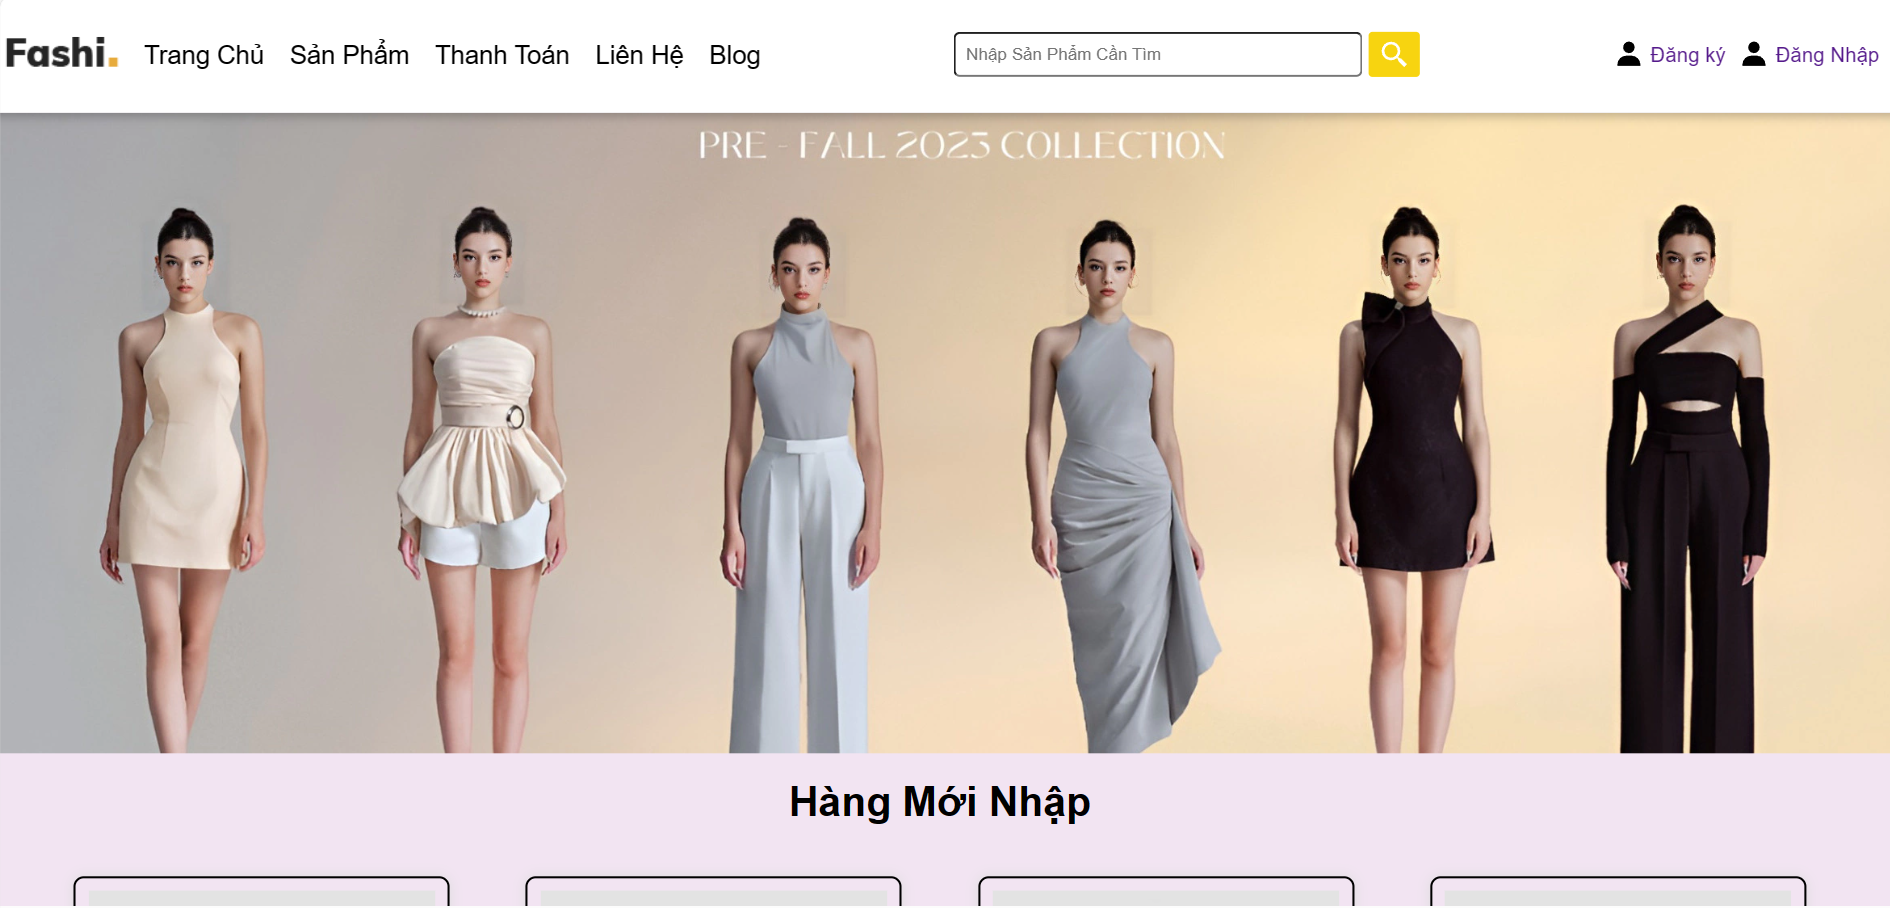 Fashi.
Trang Chủ Sản Phẩm Thanh Toán Liên Hệ Blog
Nhập Sản Phẩm Cần Tìm
Đăng ký Đăng Nhập
PRE - FALL 2023 COLLECTION
Hàng Mới Nhập